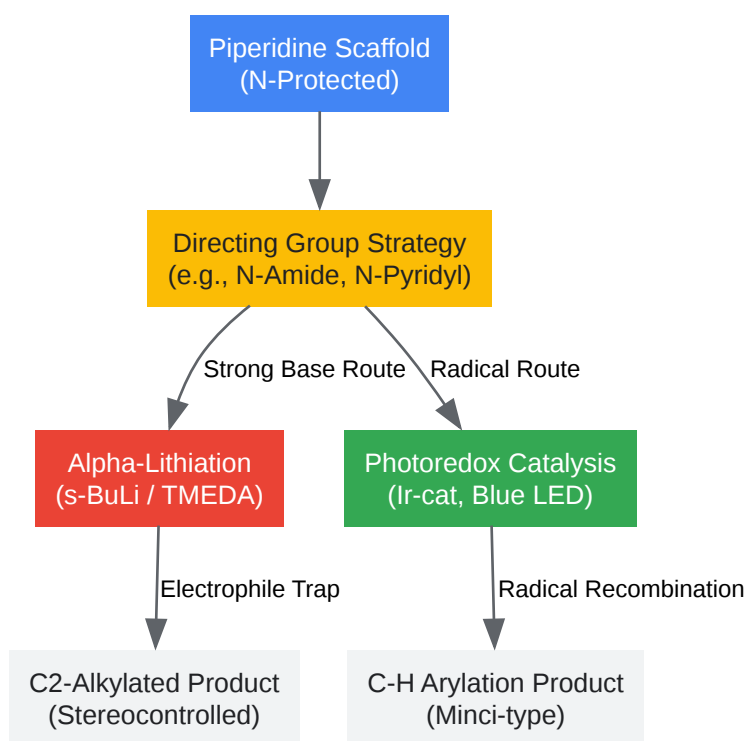 Piperidine Scaffold
(N-Protected)
Directing Group Strategy
(e.g., N-Amide, N-Pyridyl)
Strong Base Route
Radical Route
Alpha-Lithiation
(s-BuLi / TMEDA)
Photoredox Catalysis
(Ir-cat, Blue LED)
Electrophile Trap
Radical Recombination
C2-Alkylated Product
(Stereocontrolled)
C-H Arylation Product
(Minci-type)